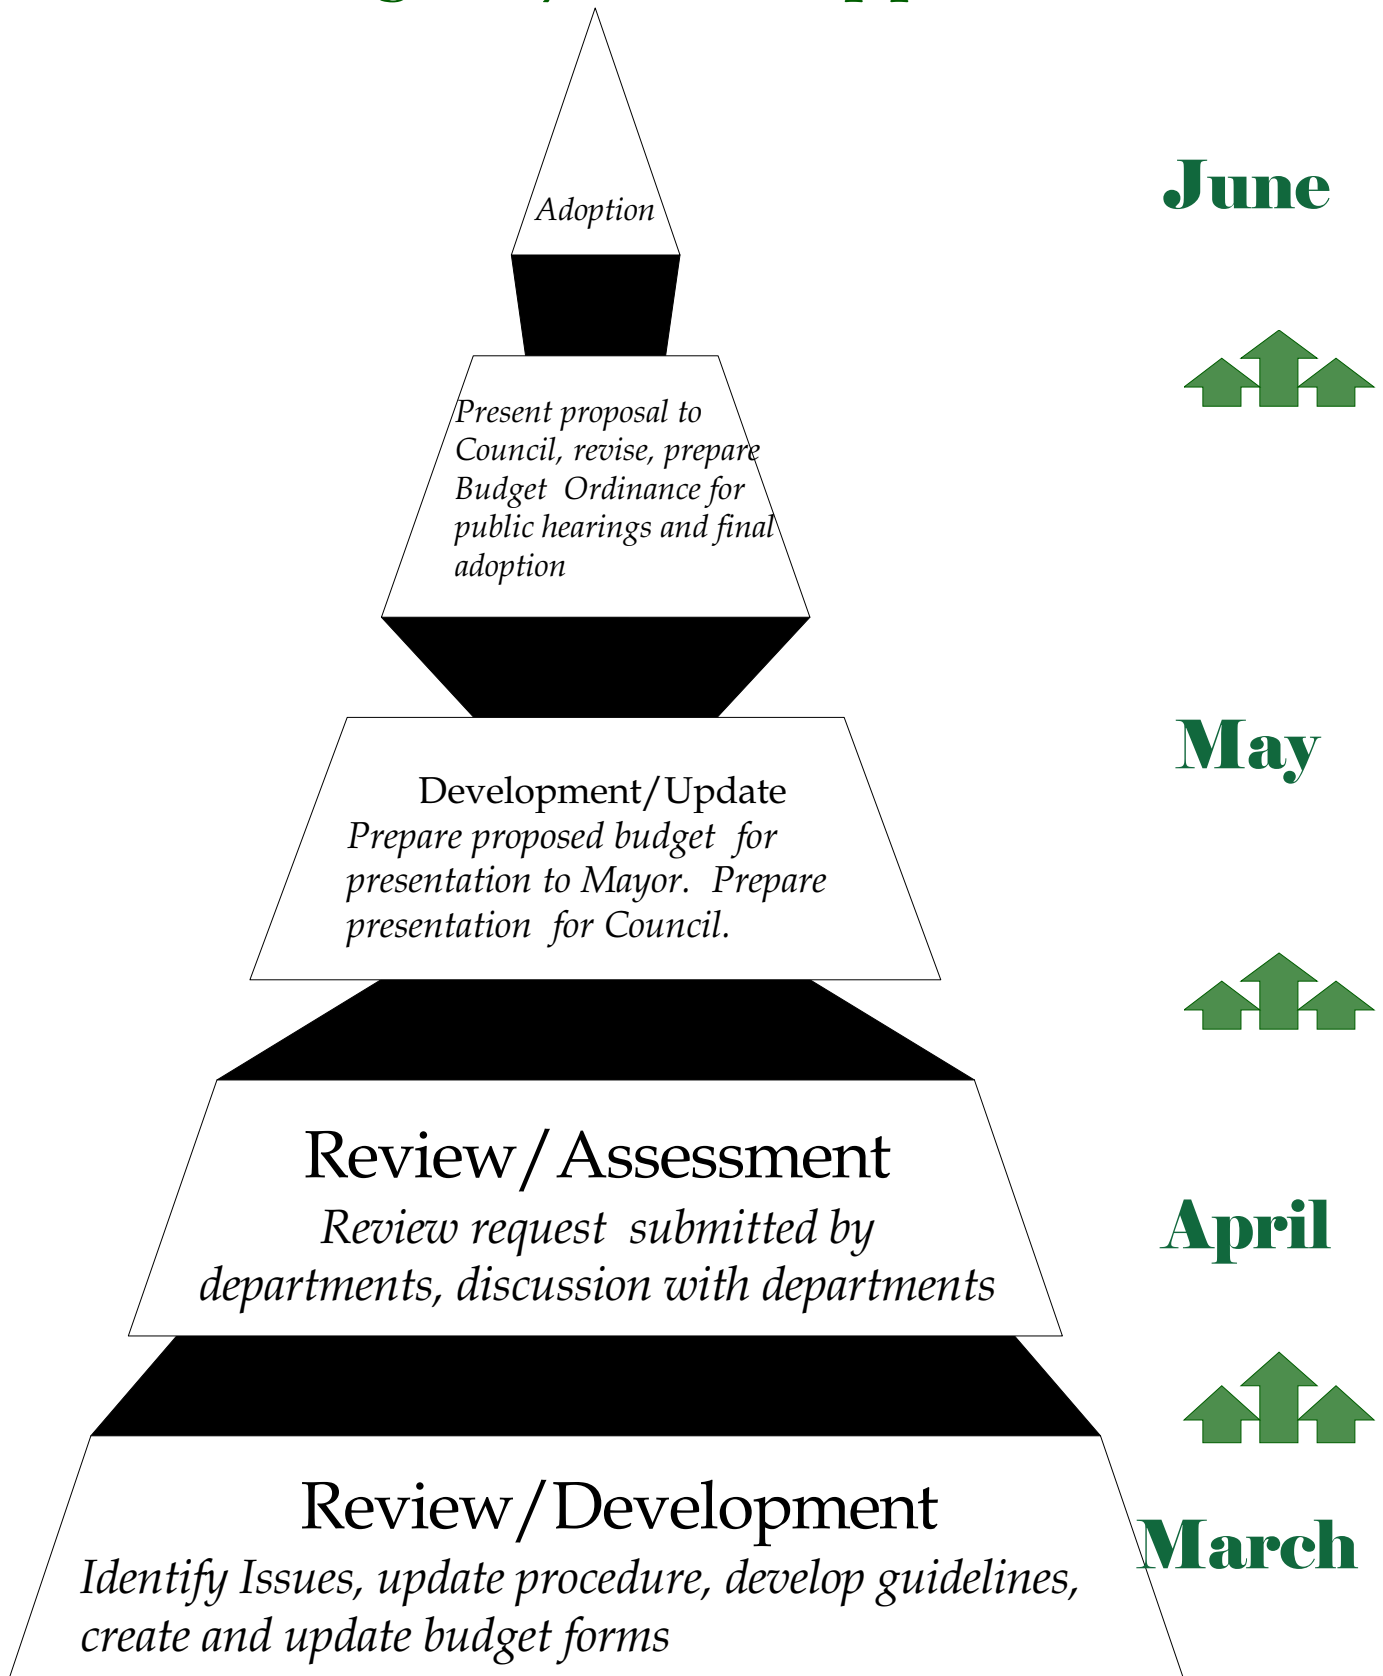 Adoption
June
Present proposal to
Council, revise, prepare
Budget Ordinance for
public hearings and final
adoption
May
Development/Update
Prepare proposed budget for
presentation to Mayor. Prepare
presentation for Council.
Review/Assessment
April
Review request submitted by
departments, discussion with departments
Review/Development
March
Identify Issues, update procedure, develop guidelines,
create and update budget forms